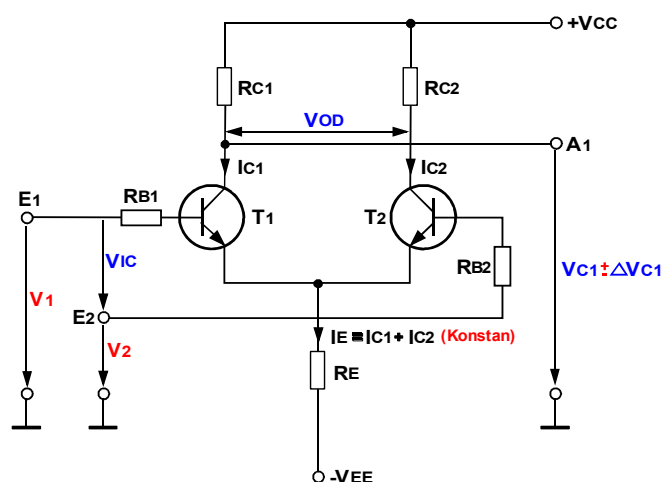 +VCC
RC1
RC2
VOD
A1
IC1
IC2
E1
RB1
T1
T2
VIC
RB2
VC1 ± △VC1
V1
E2
V2
IE ≅ IC1 + IC2 (Konstan)
RE
-VEE